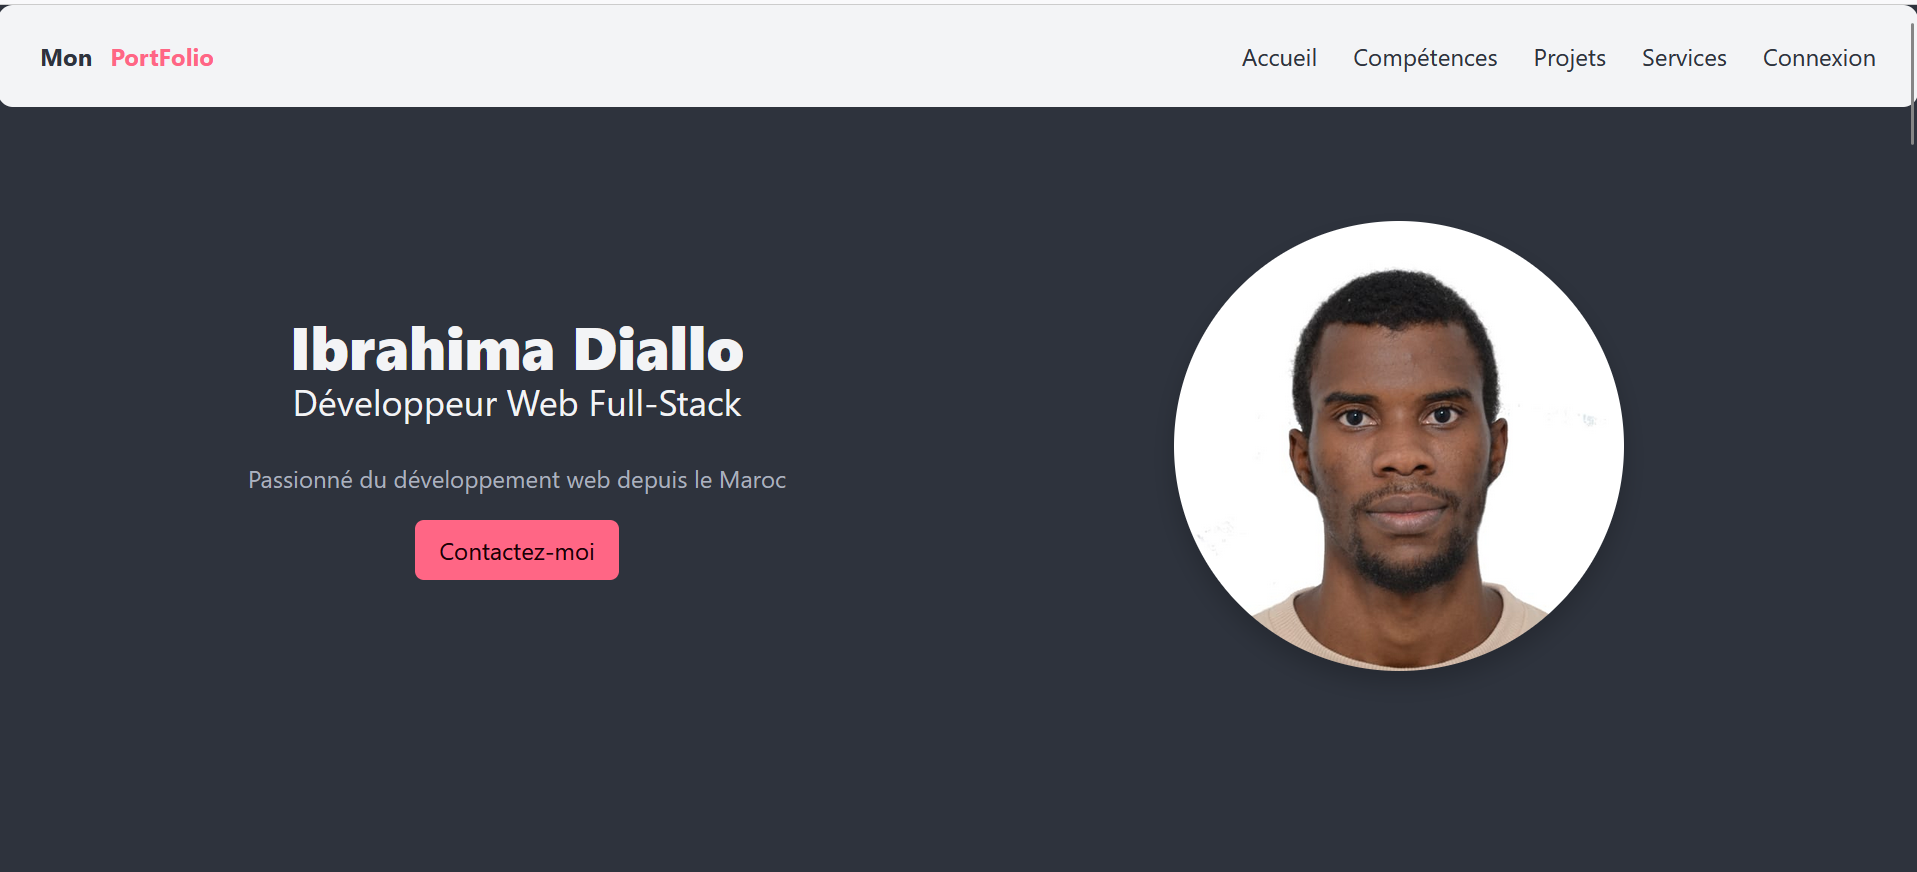 Mon PortFolio
Accueil Compétences Projets Services Connexion
Ibrahima Diallo
Développeur Web Full-Stack
Passionné du développement web depuis le Maroc
Contactez-moi